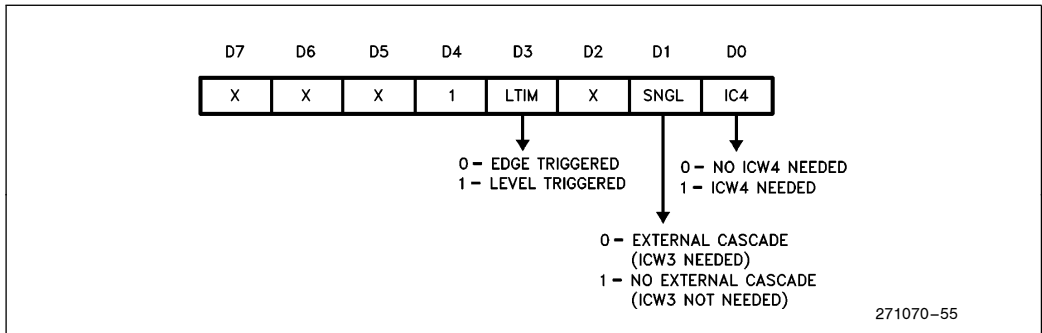 D7 D6 D5 D4 D3 D2 D1 D0
X X X 1 LTIM X SNGL IC4
0 – EDGE TRIGGERED
1 – LEVEL TRIGGERED
0 – NO ICW4 NEEDED
1 – ICW4 NEEDED
0 – EXTERNAL CASCADE
(ICW3 NEEDED)
1 – NO EXTERNAL CASCADE
(ICW3 NOT NEEDED)
271070–55